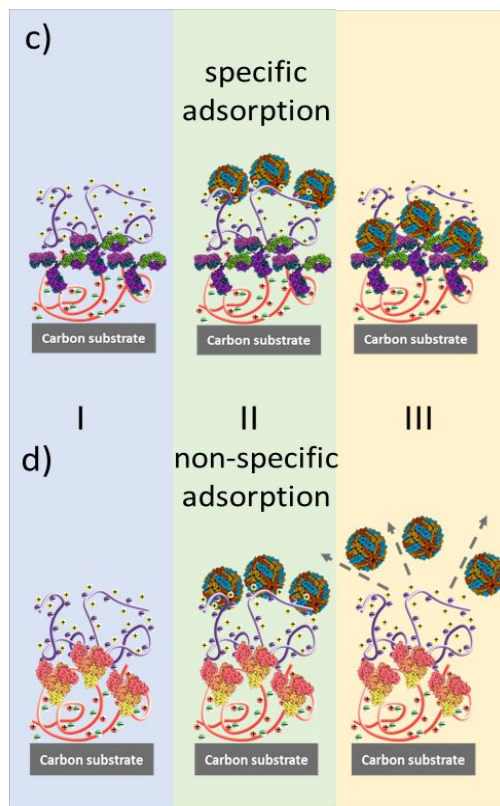 c)
specific
adsorption
Carbon substrate
Carbon substrate
Carbon substrate
I
II
III
d)
non-specific
adsorption
Carbon substrate
Carbon substrate
Carbon substrate